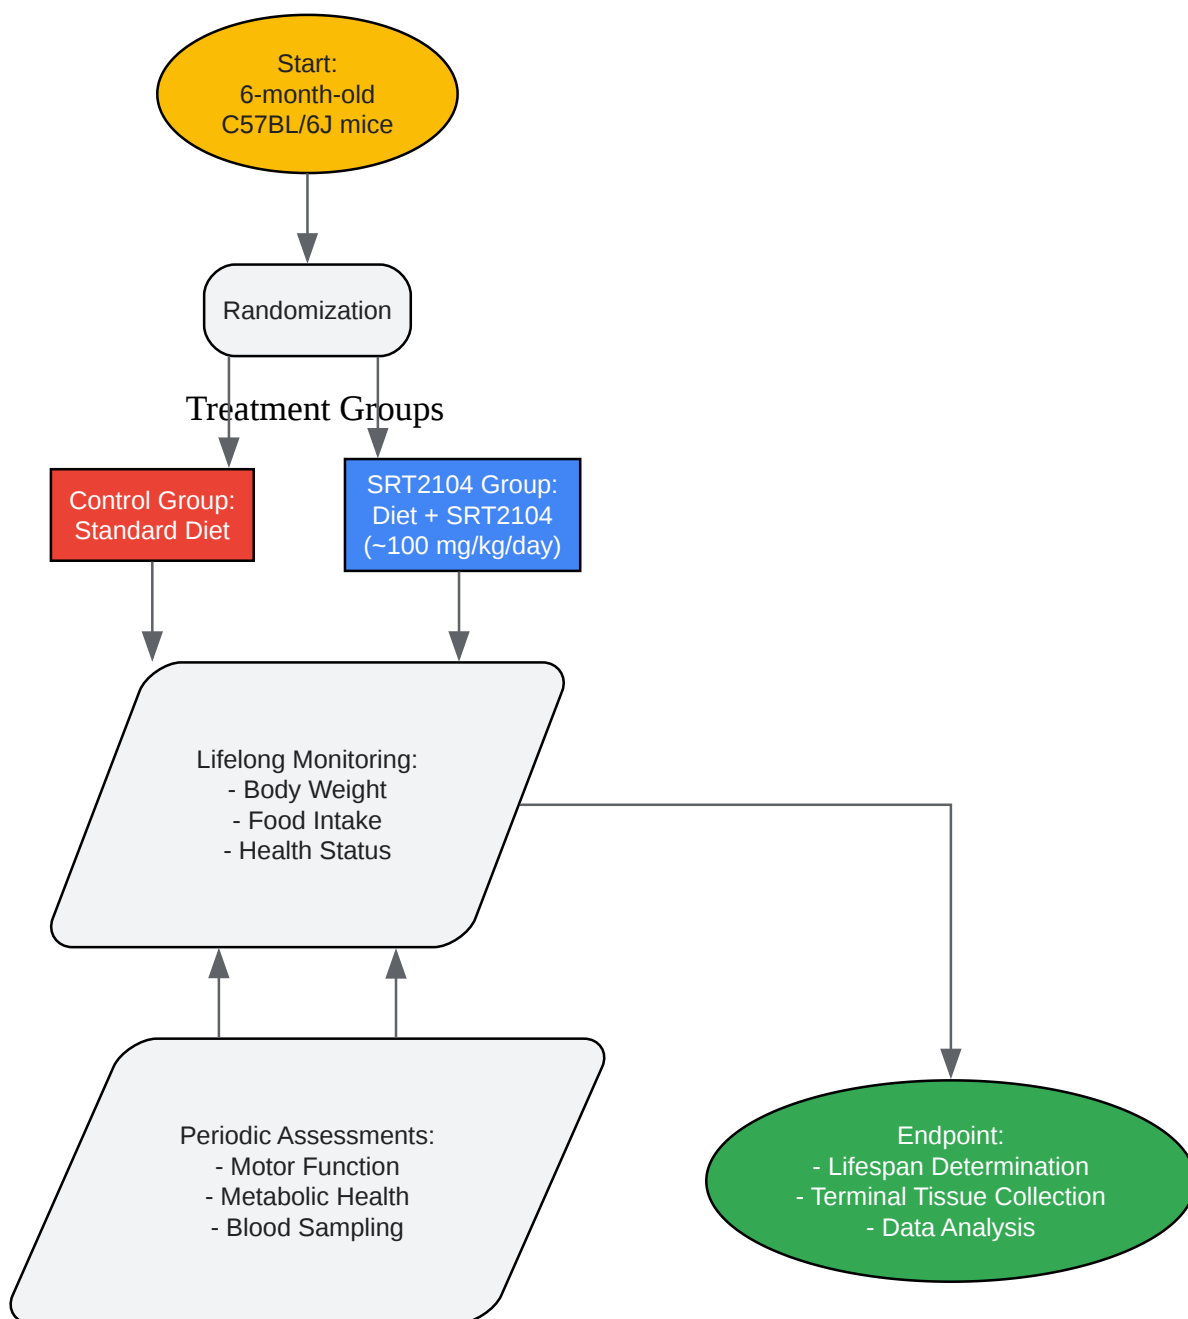 Start:
6-month-old
C57BL/6J mice
Randomization
Treatment Groups
Control Group:
Standard Diet
SRT2104 Group:
Diet + SRT2104
(~100 mg/kg/day)
Lifelong Monitoring:
- Body Weight
- Food Intake
- Health Status
Periodic Assessments:
- Motor Function
- Metabolic Health
- Blood Sampling
Endpoint:
- Lifespan Determination
- Terminal Tissue Collection
- Data Analysis